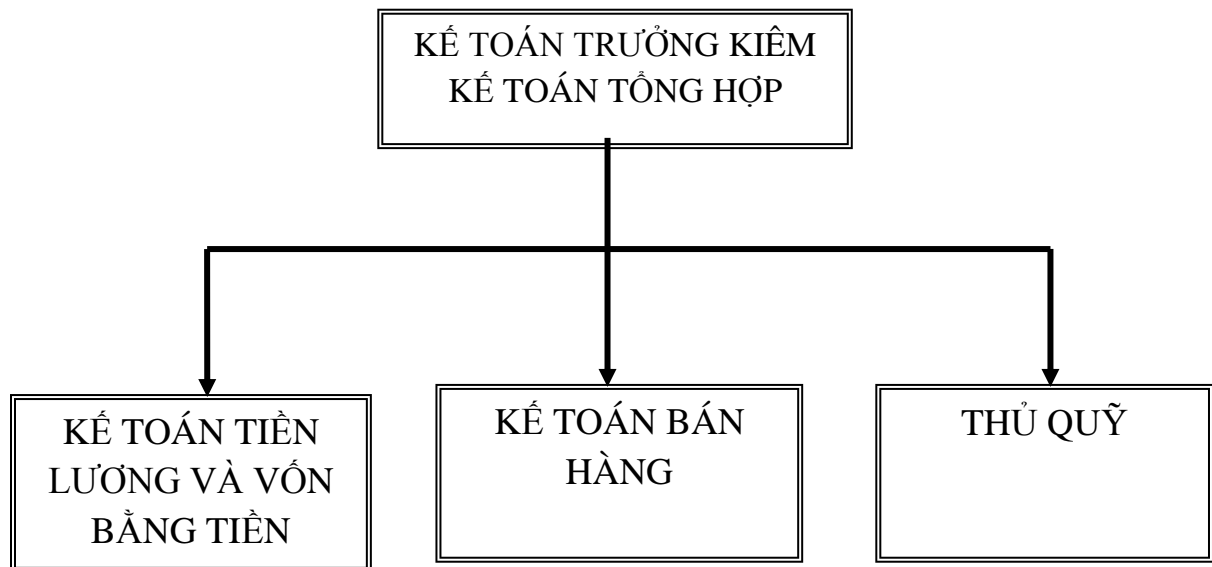 KẾ TOÁN TRƯỞNG KIÊM
KẾ TOÁN TỔNG HỢP
KẾ TOÁN TIỀN
LƯƠNG VÀ VỐN
BẰNG TIỀN
KẾ TOÁN BÁN
HÀNG
THỦ QUỸ